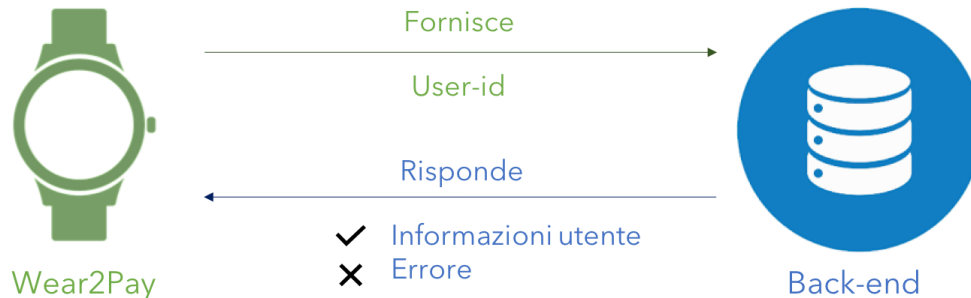 Fornisce
User-id
Risponde
Informazioni utente
Errore
Wear2Pay
Back-end